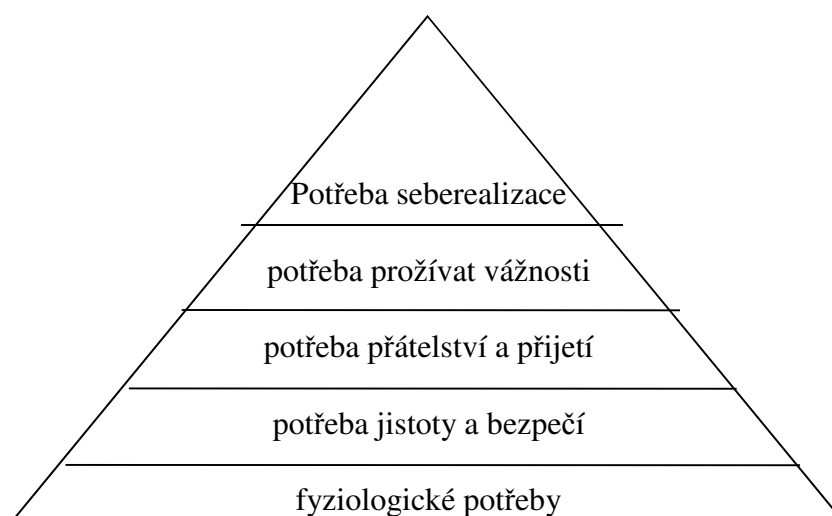 Potřeba seberealizace
potřeba prožívat vážnosti
potřeba přátelství a přijetí
potřeba jistoty a bezpečí
fyziologické potřeby